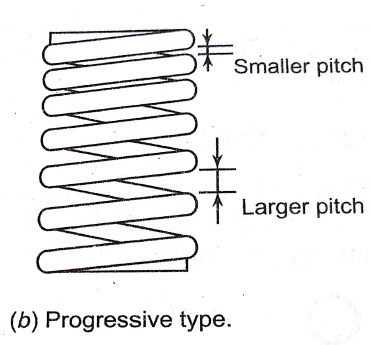 Smaller pitch
Larger pitch
(b) Progressive type.